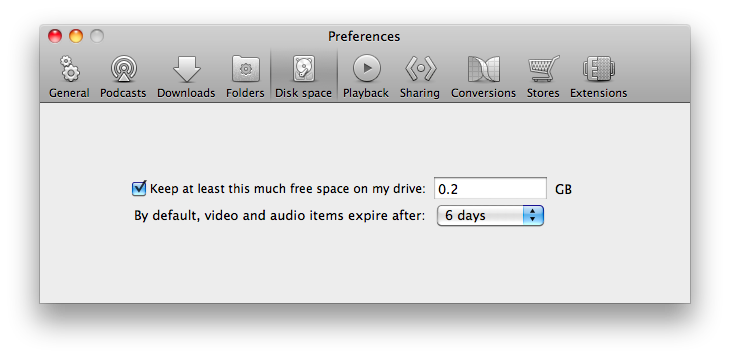 Preferences
General Podcasts Downloads Folders Disk space Playback Sharing Conversions Stores Extensions
Keep at least this much free space on my drive: 0.2 GB
By default, video and audio items expire after: 6 days